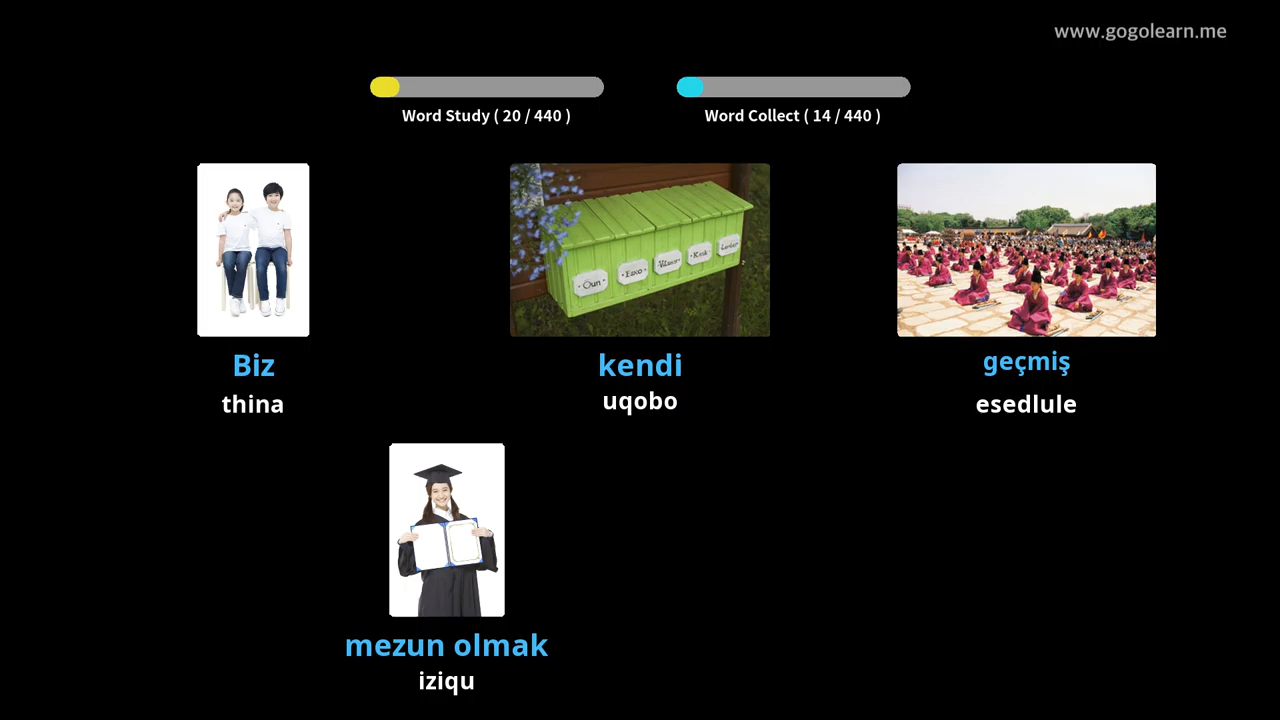 www.gogolearn.me
Word Study ( 20 / 440 )
Word Collect ( 14 / 440 )
Oun
Biz
thina
kendi
uqobo
geçmiş
esedlule
mezun olmak
iziqu